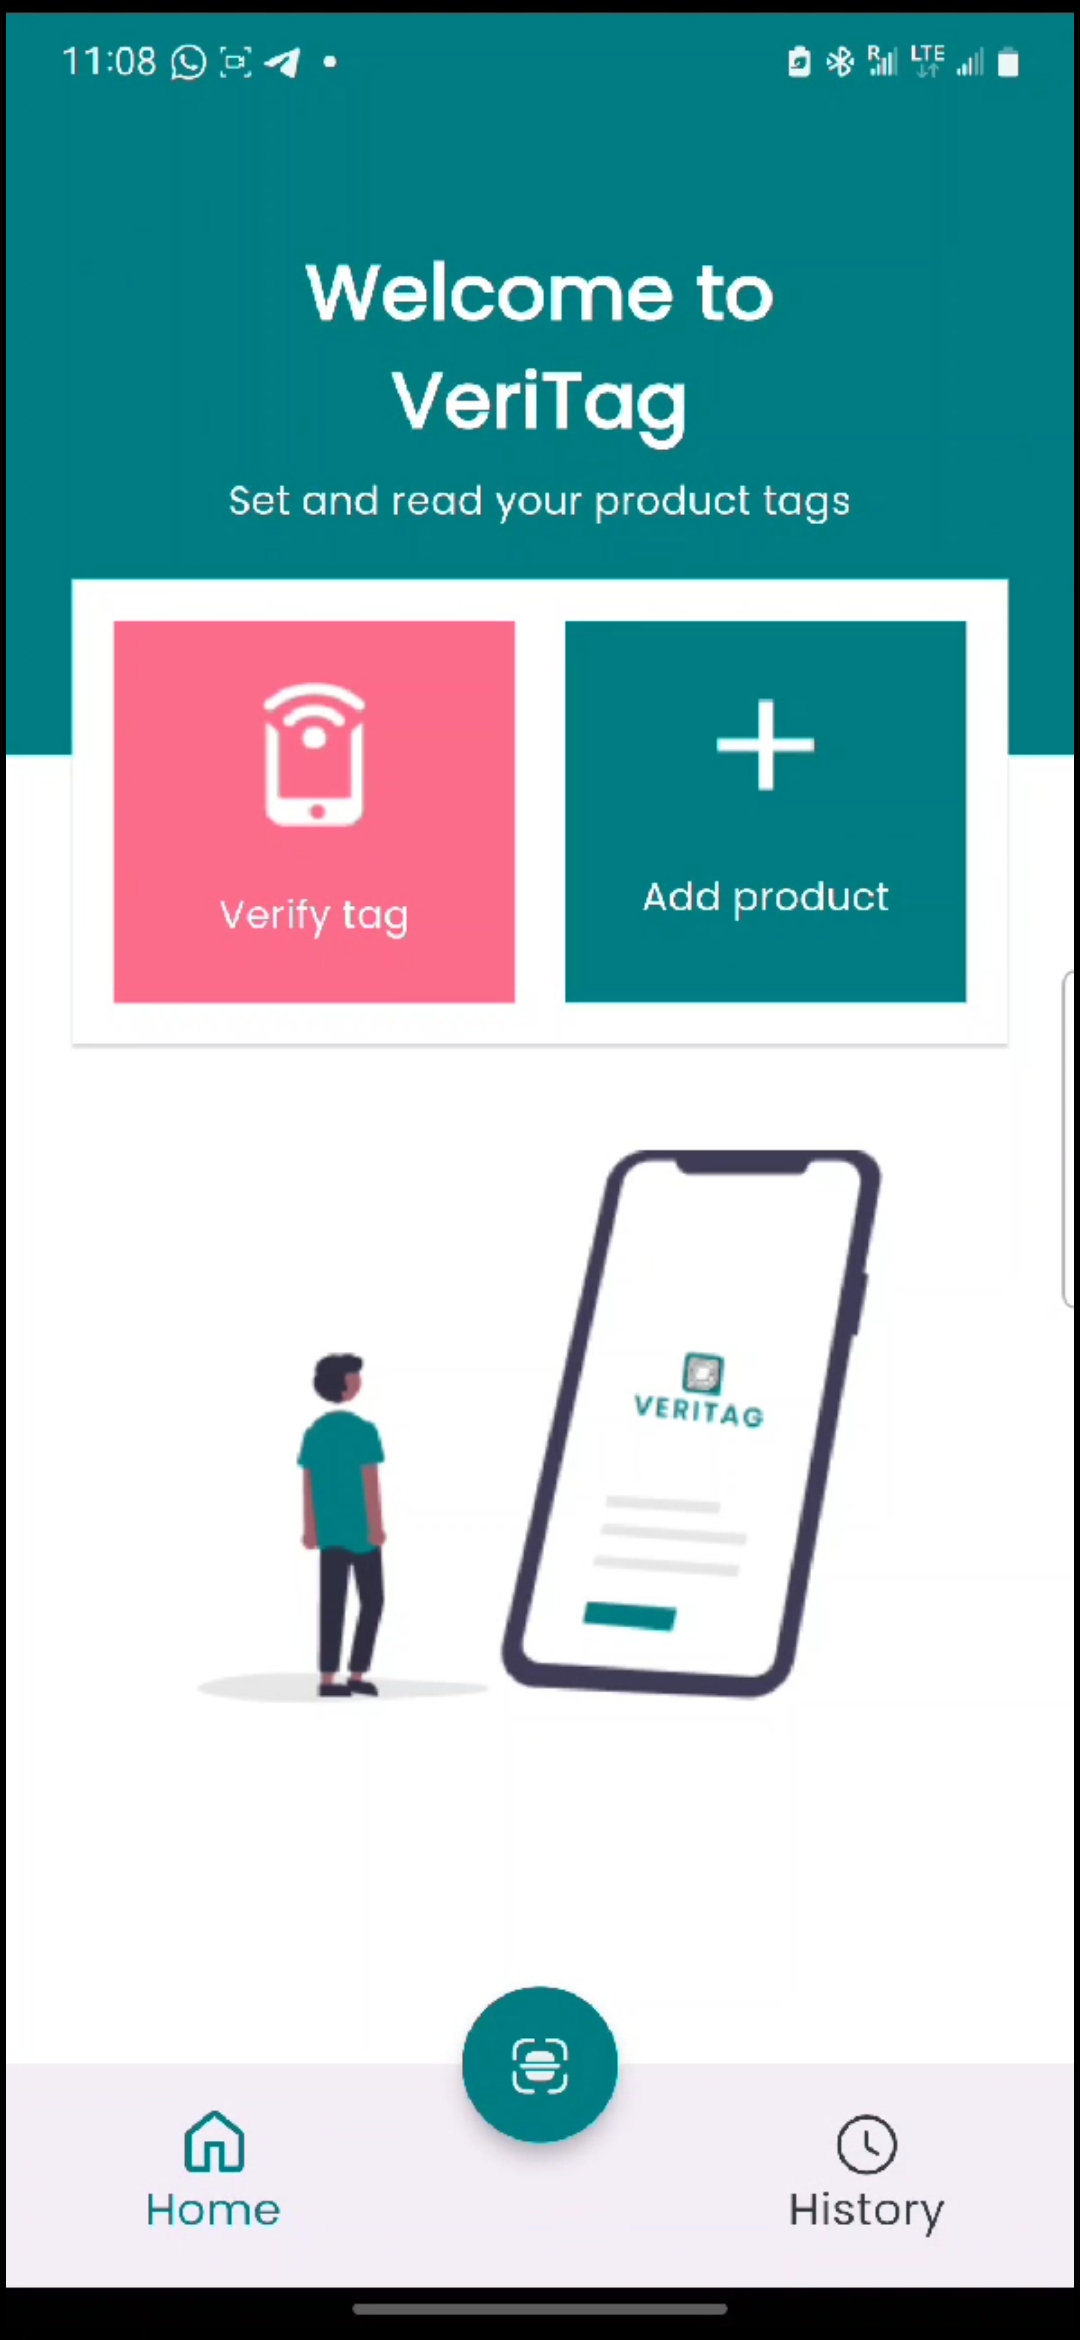 11:08
R
LTE
Welcome to
VeriTag
Set and read your product tags
Verify tag
Add product
VERITAG
Home
History